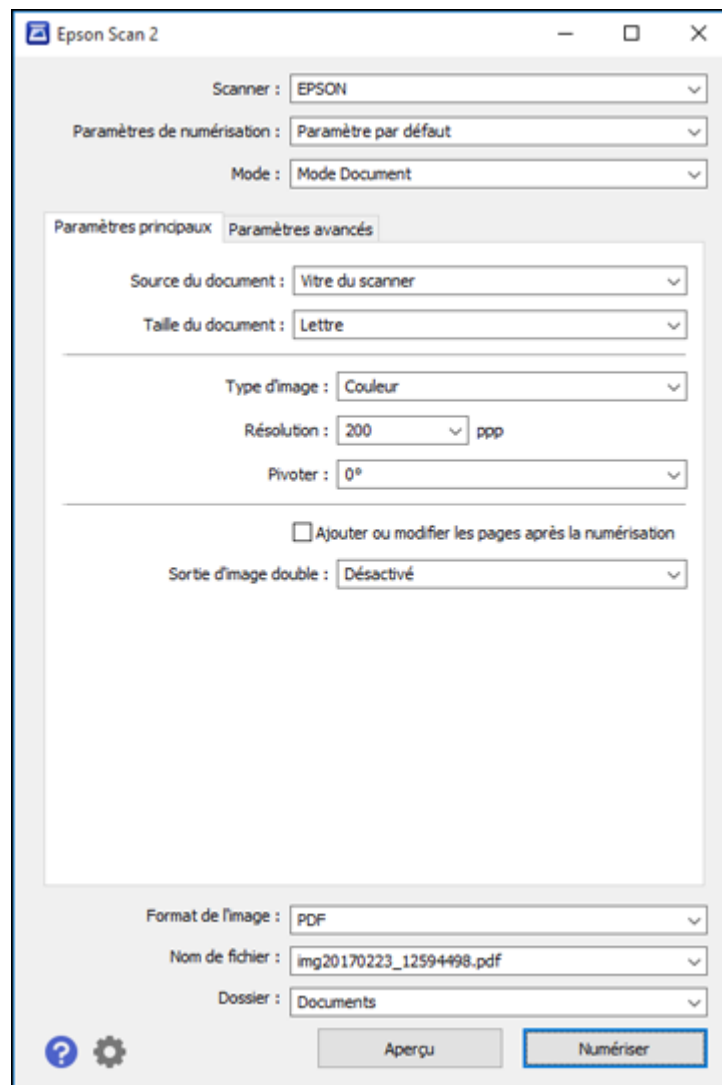 Epson Scan 2
Scanner : EPSON
Paramètres de numérisation : Paramètre par défaut
Mode : Mode Document
Paramètres principaux Paramètres avancés
Source du document : Vitre du scanner
Taille du document : Lettre
Type d'image : Couleur
Résolution : 200 ppp
Pivoter : 0°
Ajouter ou modifier les pages après la numérisation
Sortie d'image double : Désactivé
Format de l'image : PDF
Nom de fichier : img20170223_12594498.pdf
Dossier : Documents
? Aperçu Numériser